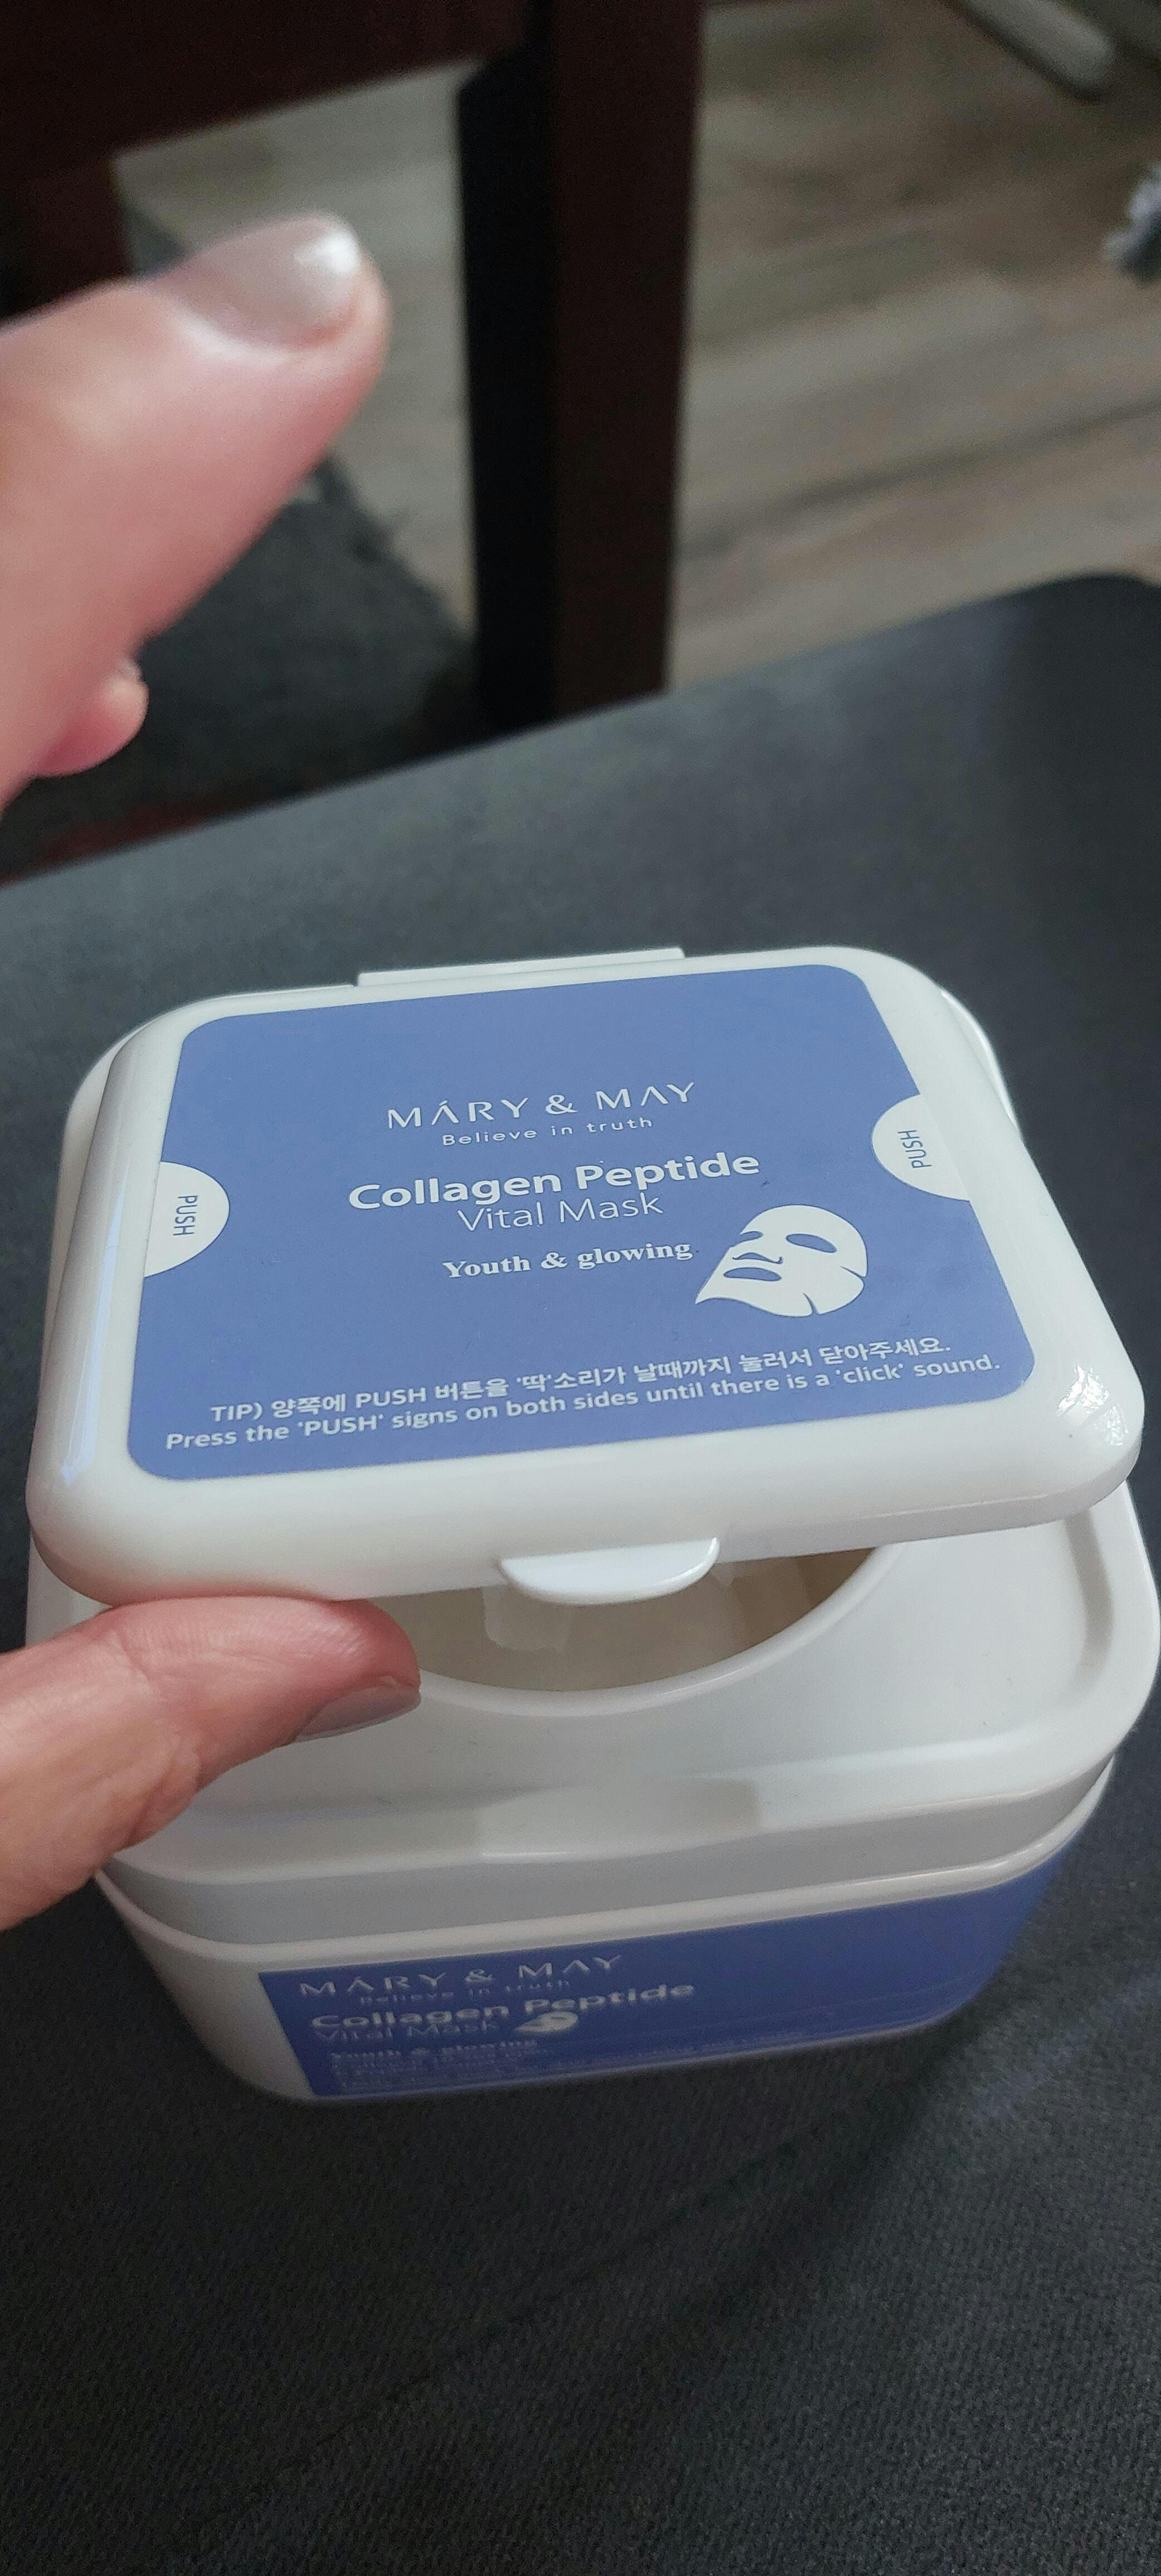 MÁRY & MAY
Believe in truth
Collagen Peptide
Vital Mask
Youth & glowing
PUSH
PUSH
TIP) 양쪽에 PUSH 버튼을 '딱'소리가 날때까지 눌러서 닫아주세요.
Press the 'PUSH' signs on both sides until there is a 'click' sound.
MÁRY & MAY
Believe in truth
Collagen Peptide
Vital Mask
Youth & glowing